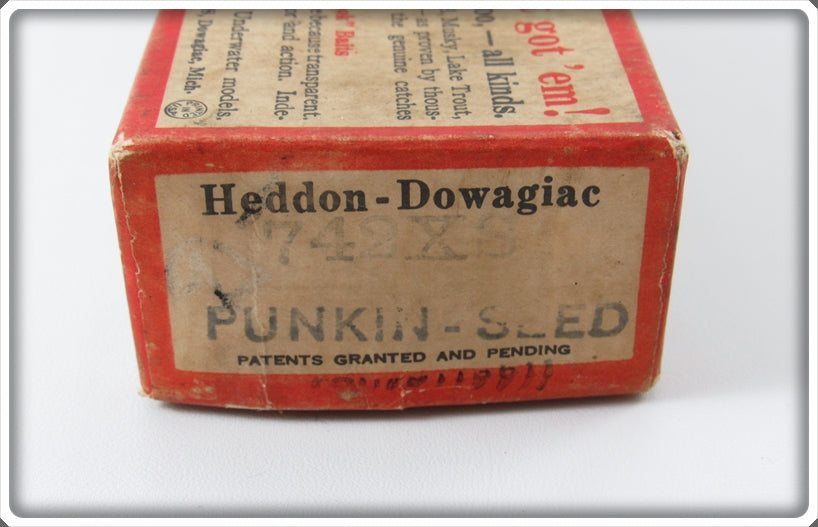 got 'em!
oo,—all kinds.
Musky, Lake Trout,
—as proven by thous-
the genuine catches
Baits
because transparent.
and action. Inde-
Underwater models.
Dowagiac, Mich.
Heddon-Dowagiac
742XS
PUNKIN-SEED
PATENTS GRANTED AND PENDING